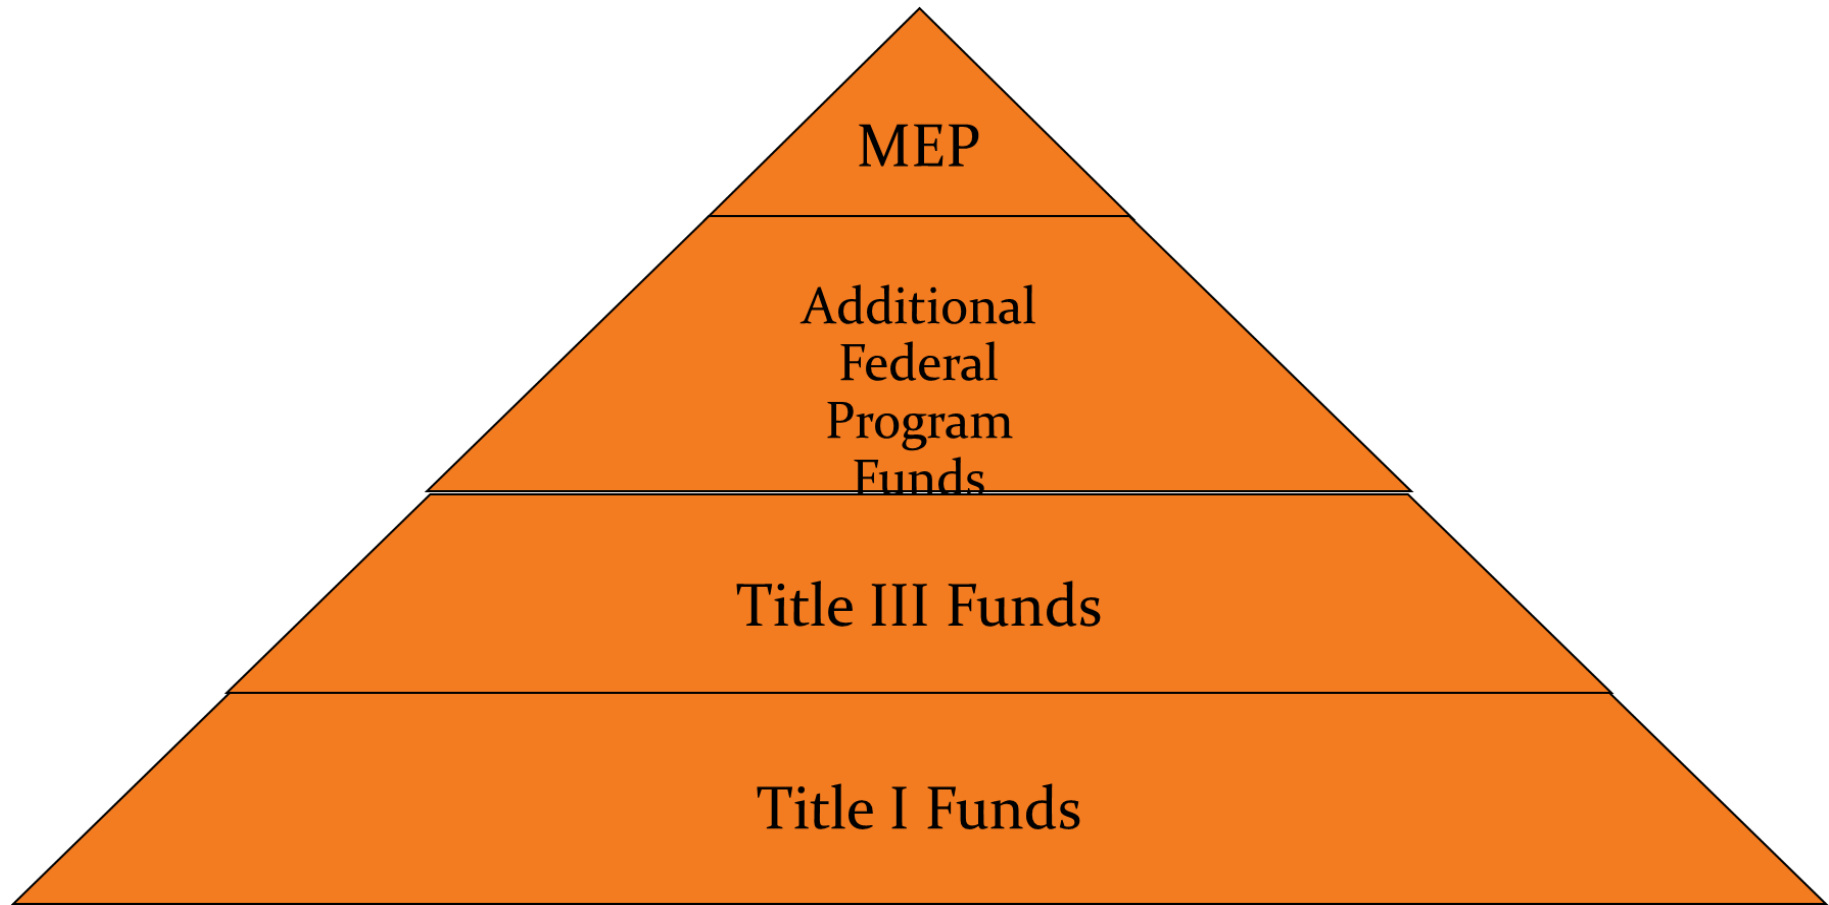 MEP
Additional
Federal
Program
Funds
Title III Funds
Title I Funds